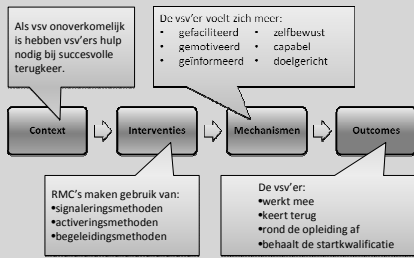 Als vsv onoverkomelijk
is hebben vsv'ers hulp
nodig bij succesvolle
terugkeer.
De vsv'er voelt zich meer:
• gefaciliteerd • zelfbewust
• gemotiveerd • capabel
• geïnformeerd • doelgericht
Context
Interventies
Mechanismen
Outcomes
RMC's maken gebruik van:
•signaleringsmethoden
•activeringsmethoden
•begeleidingsmethoden
De vsv'er:
•werkt mee
•keert terug
•rond de opleiding af
•behaalt de startkwalificatie